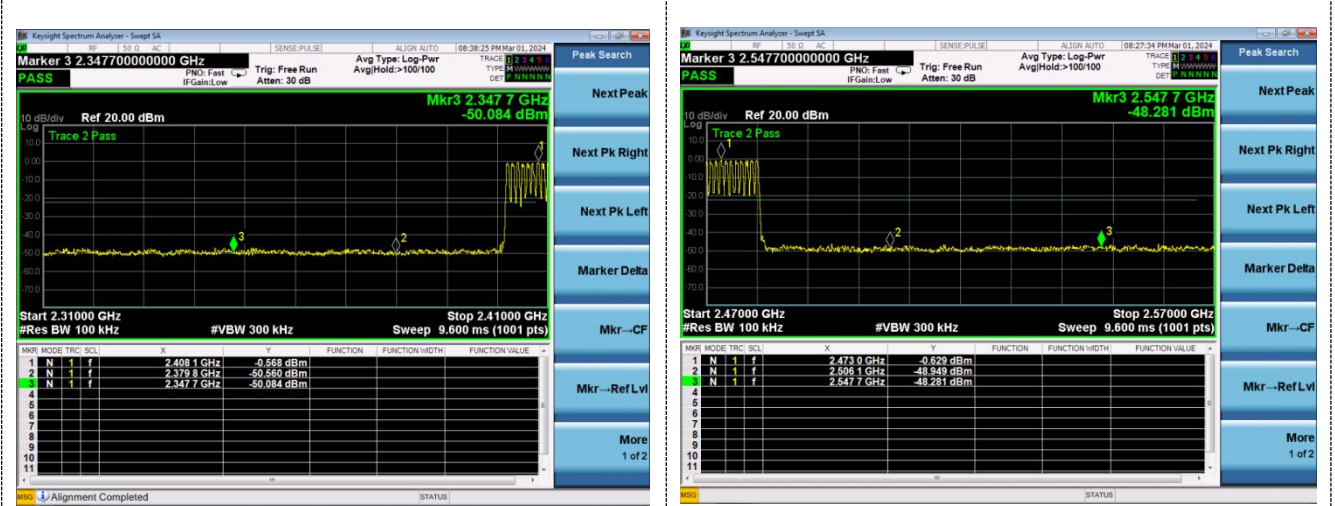 Keysight Spectrum Analyzer - Swept SA
RF 50 Ω AC SENSE:PULSE ALIGN AUTO 08:38:25 PM Mar 01, 2024
Marker 3 2.347700000000 GHz
PNO: Fast
IFGain:Low
Trig: Free Run
Atten: 30 dB
Avg Type: Log-Pwr
Avg|Hold:>100/100
TRACE 1 2 3 4 5 6
TYPE M
DET P N N N N N
PASS
Mkr3 2.347 7 GHz
-50.084 dBm
10 dB/div Ref 20.00 dBm
Log
Trace 2 Pass
10.0
0.00
-10.0
-20.0
-30.0
-40.0
-50.0
-60.0
-70.0
1
2
3
Start 2.31000 GHz Stop 2.41000 GHz
#Res BW 100 kHz #VBW 300 kHz Sweep 9.600 ms (1001 pts)
MKR MODE TRC SCL X Y FUNCTION FUNCTION WIDTH FUNCTION VALUE
1 N 1 f 2.408 1 GHz -0.568 dBm
2 N 1 f 2.379 8 GHz -50.560 dBm
3 N 1 f 2.347 7 GHz -50.084 dBm
4
5
6
7
8
9
10
11
MSG Alignment Completed STATUS
Peak Search
Next Peak
Next Pk Right
Next Pk Left
Marker Delta
Mkr→CF
Mkr→Ref Lvl
More
1 of 2
Keysight Spectrum Analyzer - Swept SA
RF 50 Ω AC SENSE:PULSE ALIGN AUTO 08:27:34 PM Mar 01, 2024
Marker 3 2.547700000000 GHz
PNO: Fast
IFGain:Low
Trig: Free Run
Atten: 30 dB
Avg Type: Log-Pwr
Avg|Hold:>100/100
TRACE 1 2 3 4 5 6
TYPE M
DET P N N N N N
PASS
Mkr3 2.547 7 GHz
-48.281 dBm
10 dB/div Ref 20.00 dBm
Log
Trace 2 Pass
10.0
0.00
-10.0
-20.0
-30.0
-40.0
-50.0
-60.0
-70.0
1
2
3
Start 2.47000 GHz Stop 2.57000 GHz
#Res BW 100 kHz #VBW 300 kHz Sweep 9.600 ms (1001 pts)
MKR MODE TRC SCL X Y FUNCTION FUNCTION WIDTH FUNCTION VALUE
1 N 1 f 2.473 0 GHz -0.629 dBm
2 N 1 f 2.506 1 GHz -48.949 dBm
3 N 1 f 2.547 7 GHz -48.281 dBm
4
5
6
7
8
9
10
11
MSG STATUS
Peak Search
Next Peak
Next Pk Right
Next Pk Left
Marker Delta
Mkr→CF
Mkr→Ref Lvl
More
1 of 2